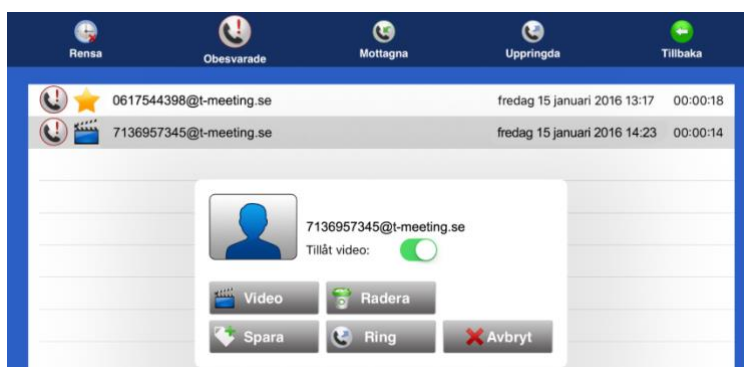 Rensa Obesvarade Mottagna Uppringda Tillbaka
0617544398@t-meeting.se fredag 15 januari 2016 13:17 00:00:18
7136957345@t-meeting.se fredag 15 januari 2016 14:23 00:00:14
7136957345@t-meeting.se
Tillåt video:
Video Radera
Spara Ring Avbryt